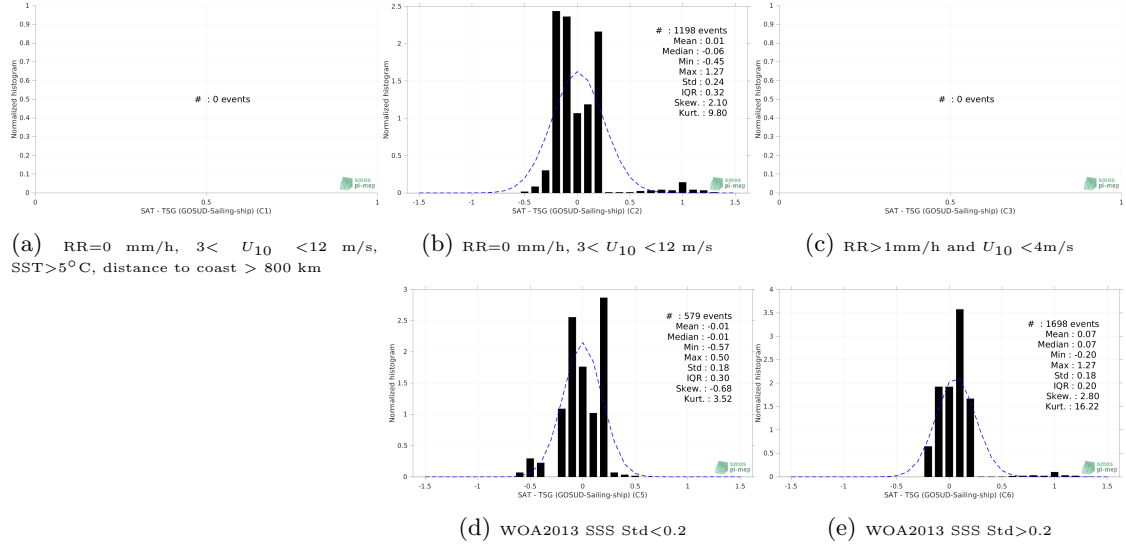 1
0.9
0.8
0.7
0.6
0.5
0.4
0.3
0.2
0.1
0
Normalized histogram
# : 0 events
smos
pi-mep
0 0.5 1
SAT - TSG (GOSUD-Sailing-ship) (C1)
(a) RR=0 mm/h, 3< U10 <12 m/s,
SST>5°C, distance to coast > 800 km
2.5
2
1.5
1
0.5
0
Normalized histogram
# : 1198 events
Mean : 0.01
Median : -0.06
Min : -0.45
Max : 1.27
Std : 0.24
IQR : 0.32
Skew. : 2.10
Kurt. : 9.80
smos
pi-mep
-1.5 -1 -0.5 0 0.5 1 1.5
SAT - TSG (GOSUD-Sailing-ship) (C2)
(b) RR=0 mm/h, 3< U10 <12 m/s
1
0.9
0.8
0.7
0.6
0.5
0.4
0.3
0.2
0.1
0
Normalized histogram
# : 0 events
smos
pi-mep
0 0.5 1
SAT - TSG (GOSUD-Sailing-ship) (C3)
(c) RR>1mm/h and U10 <4m/s
3
2.5
2
1.5
1
0.5
0
Normalized histogram
# : 579 events
Mean : -0.01
Median : -0.01
Min : -0.57
Max : 0.50
Std : 0.18
IQR : 0.30
Skew. : -0.68
Kurt. : 3.52
smos
pi-mep
-1.5 -1 -0.5 0 0.5 1 1.5
SAT - TSG (GOSUD-Sailing-ship) (C5)
(d) WOA2013 SSS Std<0.2
4
3.5
3
2.5
2
1.5
1
0.5
0
Normalized histogram
# : 1698 events
Mean : 0.07
Median : 0.07
Min : -0.20
Max : 1.27
Std : 0.18
IQR : 0.20
Skew. : 2.80
Kurt. : 16.22
smos
pi-mep
-1.5 -1 -0.5 0 0.5 1 1.5
SAT - TSG (GOSUD-Sailing-ship) (C6)
(e) WOA2013 SSS Std>0.2